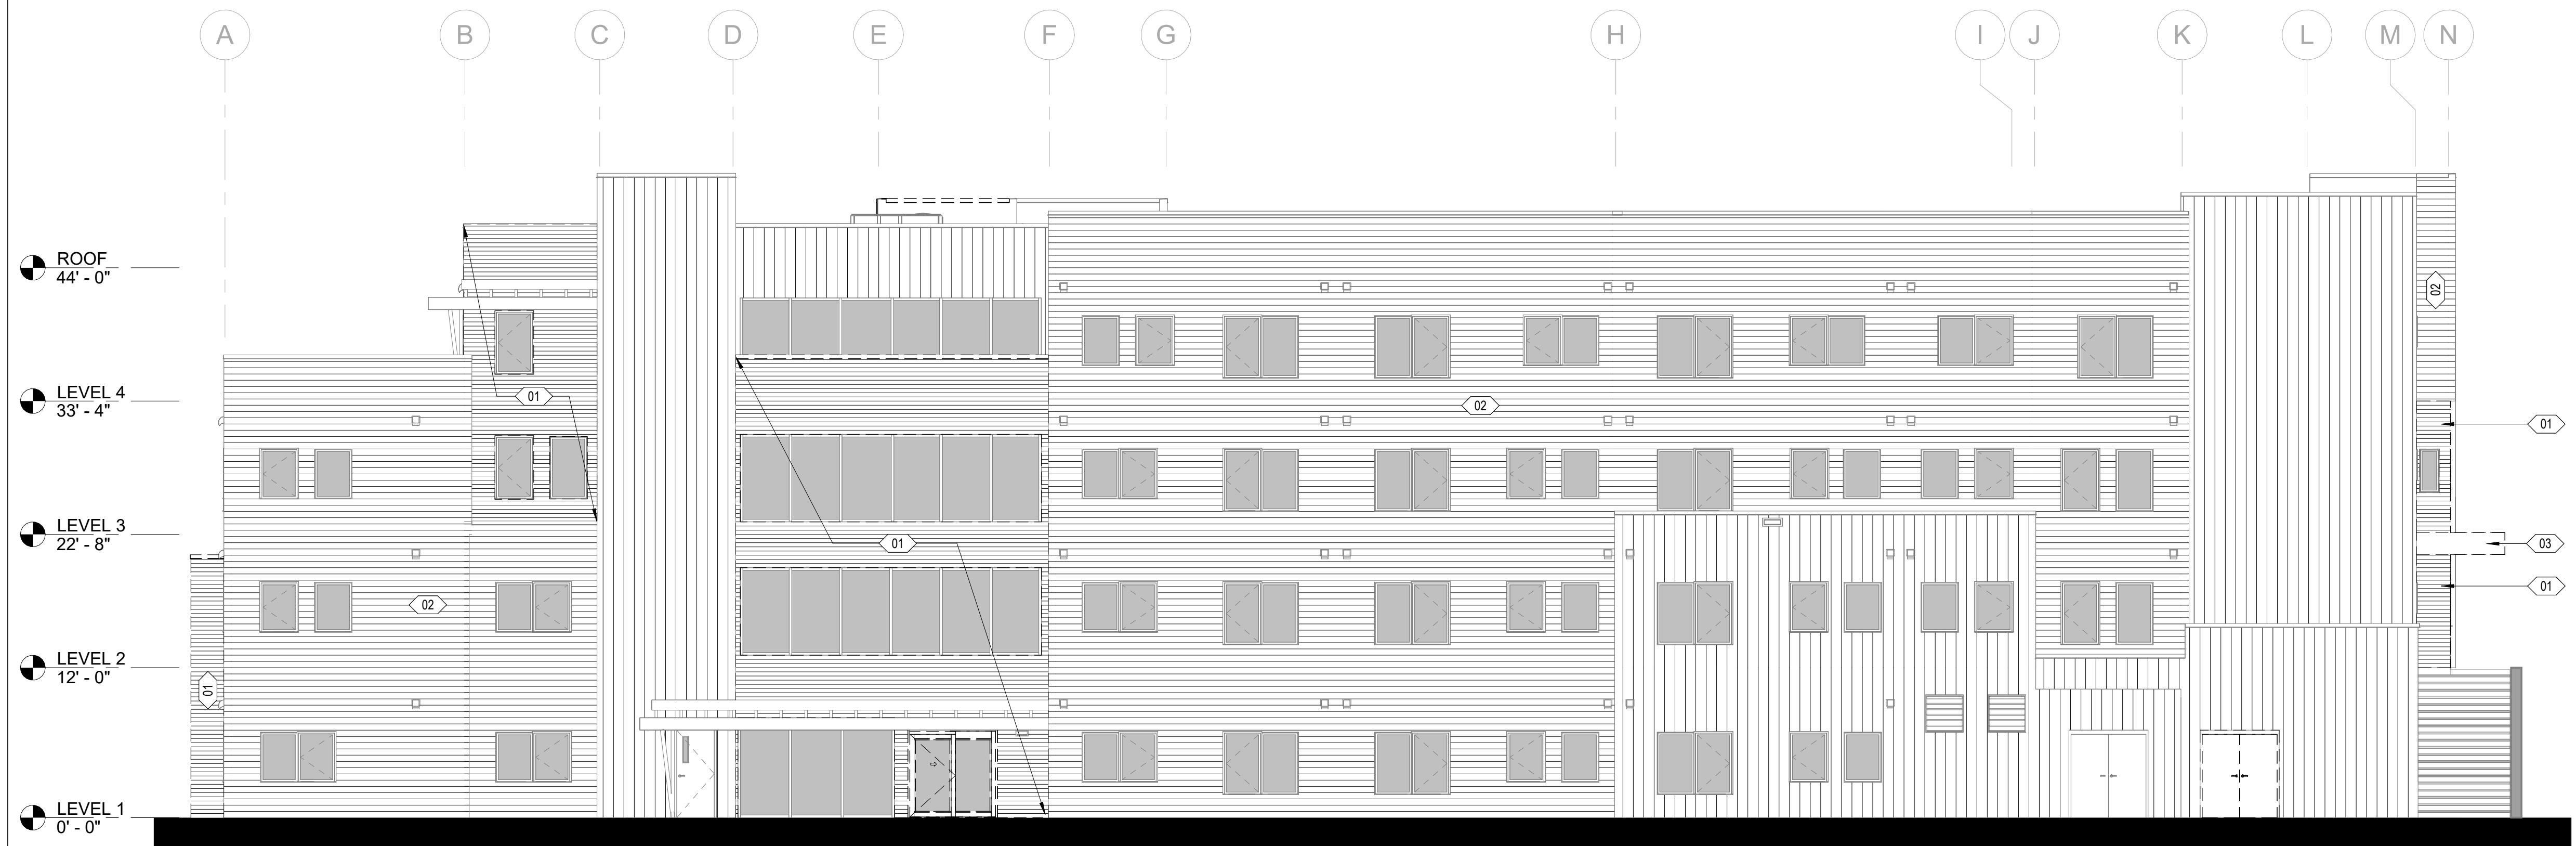 A B C D E F G H I J K L M N
ROOF
44' - 0"
02
LEVEL 4
33' - 4"
01
02
01
LEVEL 3
22' - 8"
01
03
02
01
LEVEL 2
12' - 0"
01
LEVEL 1
0' - 0"